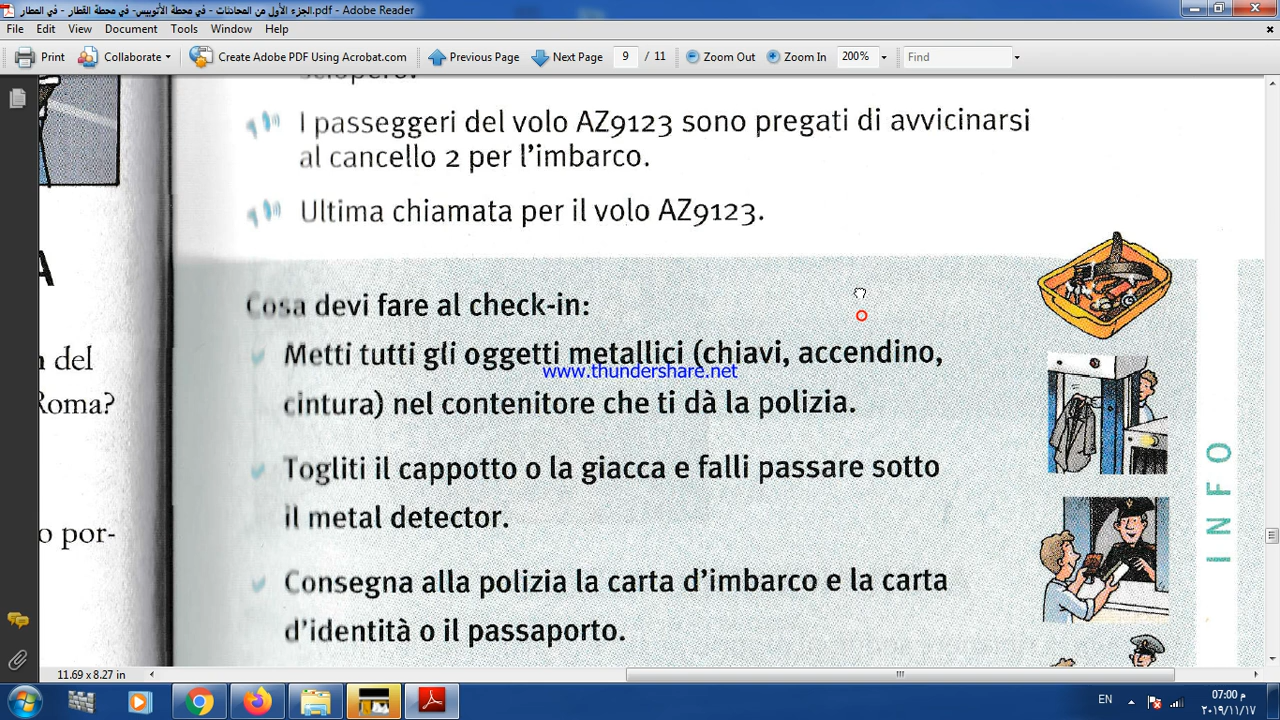 الجزء الأول من المحادثات - في محطة الأتوبيس- في محطة القطار - في المطار.pdf - Adobe Reader
File Edit View Document Tools Window Help
Print Collaborate Create Adobe PDF Using Acrobat.com Previous Page Next Page 9 / 11 Zoom Out Zoom In 200% Find
sciopero.
I passeggeri del volo AZ9123 sono pregati di avvicinarsi
al cancello 2 per l'imbarco.
Ultima chiamata per il volo AZ9123.
A
Cosa devi fare al check-in:
n del
Metti tutti gli oggetti metallici (chiavi, accendino,
www.thundershare.net
Roma?
cintura) nel contenitore che ti dà la polizia.
Togliti il cappotto o la giacca e falli passare sotto
il metal detector.
o por-
INFO
Consegna alla polizia la carta d'imbarco e la carta
d'identità o il passaporto.
11.69 x 8.27 in
EN
07:00 م
٢٠١٩/١١/١٧